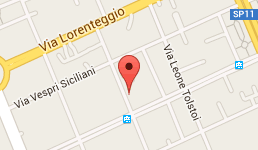 SP11
Via Lorenteggio
Via Vespri Siciliani
Via Leone Tolstoi